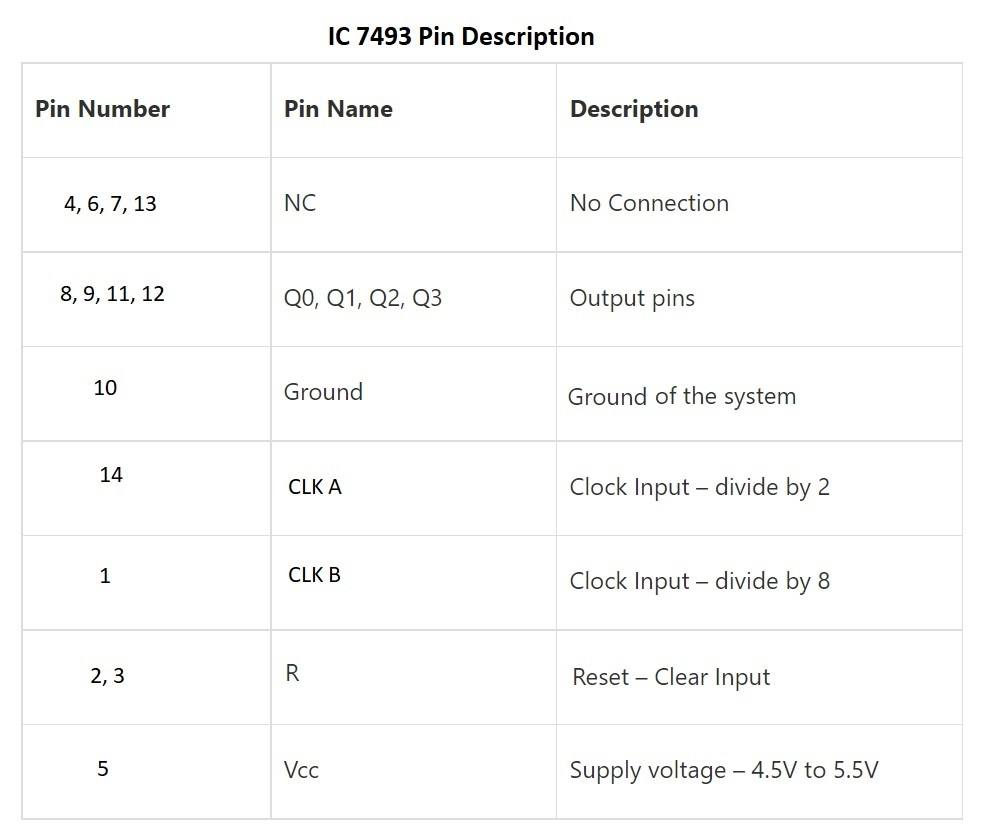 IC 7493 Pin Description
Pin Number Pin Name Description
4, 6, 7, 13 NC No Connection
8, 9, 11, 12 Q0, Q1, Q2, Q3 Output pins
10 Ground Ground of the system
14 CLK A Clock Input – divide by 2
1 CLK B Clock Input – divide by 8
2, 3 R Reset – Clear Input
5 Vcc Supply voltage – 4.5V to 5.5V